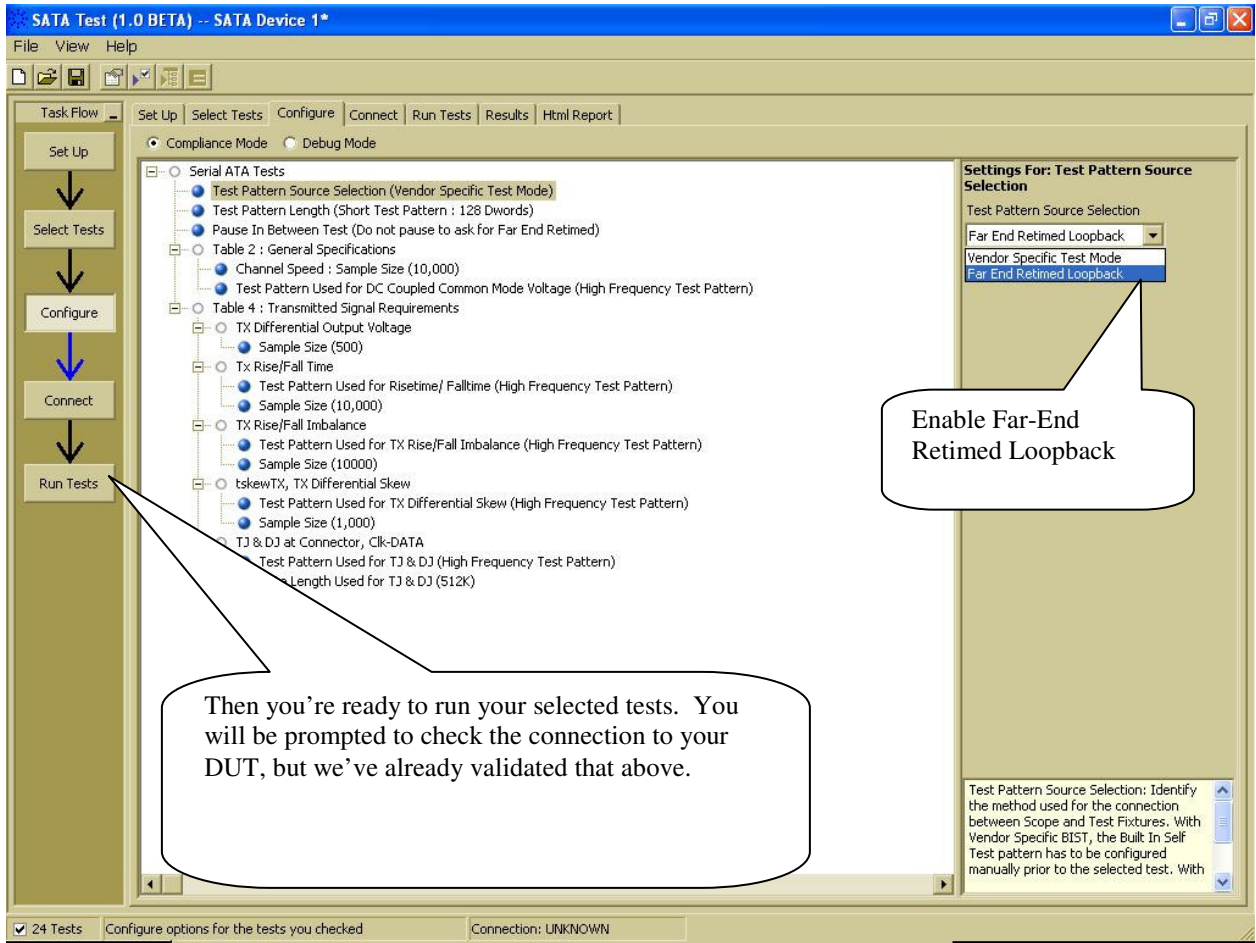 SATA Test (1.0 BETA) -- SATA Device 1*
File View Help
Task Flow
Set Up
Select Tests
Configure
Connect
Run Tests
Set Up Select Tests Configure Connect Run Tests Results Html Report
Compliance Mode Debug Mode
Serial ATA Tests
Test Pattern Source Selection (Vendor Specific Test Mode)
Test Pattern Length (Short Test Pattern : 128 Dwords)
Pause In Between Test (Do not pause to ask for Far End Retimed)
Table 2 : General Specifications
Channel Speed : Sample Size (10,000)
Test Pattern Used for DC Coupled Common Mode Voltage (High Frequency Test Pattern)
Table 4 : Transmitted Signal Requirements
TX Differential Output Voltage
Sample Size (500)
Tx Rise/Fall Time
Test Pattern Used for Risetime/ Falltime (High Frequency Test Pattern)
Sample Size (10,000)
TX Rise/Fall Imbalance
Test Pattern Used for TX Rise/Fall Imbalance (High Frequency Test Pattern)
Sample Size (10000)
tskewTX, TX Differential Skew
Test Pattern Used for TX Differential Skew (High Frequency Test Pattern)
Sample Size (1,000)
TJ & DJ at Connector, Clk-DATA
Test Pattern Used for TJ & DJ (High Frequency Test Pattern)
Length Used for TJ & DJ (512K)
Settings For: Test Pattern Source
Selection
Test Pattern Source Selection
Far End Retimed Loopback
Vendor Specific Test Mode
Far End Retimed Loopback
Enable Far-End
Retimed Loopback
Then you're ready to run your selected tests. You
will be prompted to check the connection to your
DUT, but we've already validated that above.
Test Pattern Source Selection: Identify
the method used for the connection
between Scope and Test Fixtures. With
Vendor Specific BIST, the Built In Self
Test pattern has to be configured
manually prior to the selected test. With
24 Tests Configure options for the tests you checked Connection: UNKNOWN